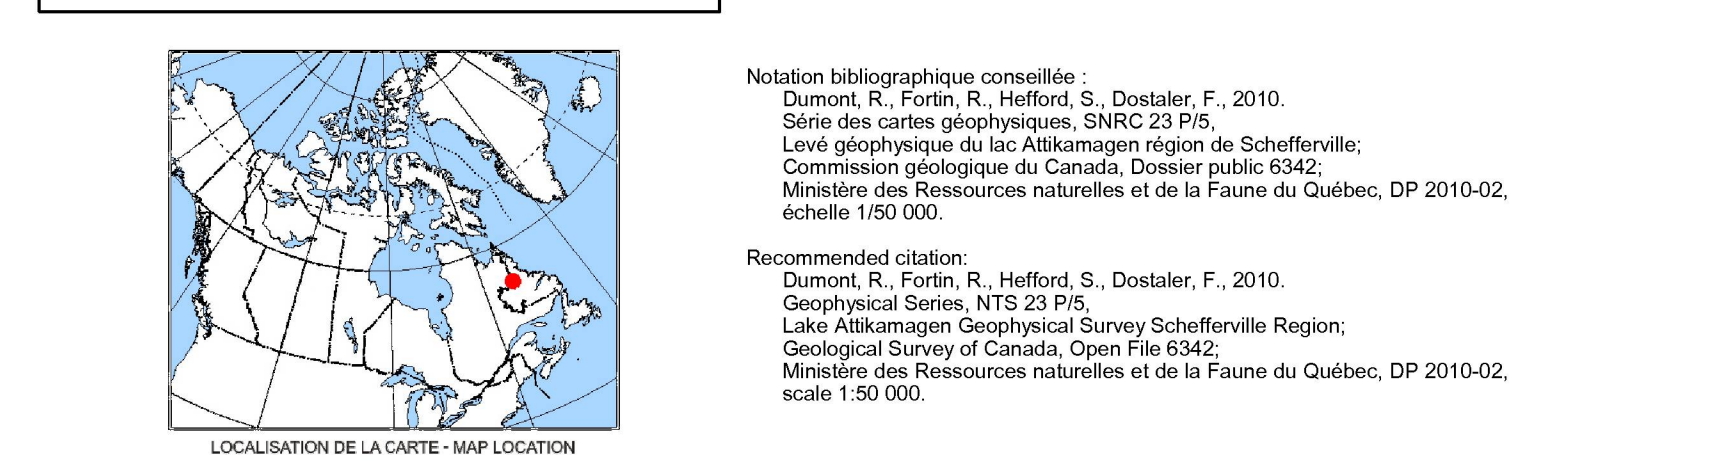 LOCALISATION DE LA CARTE - MAP LOCATION
Notation bibliographique conseillée :
Dumont, R., Fortin, R., Hefford, S., Dostaler, F., 2010.
Série des cartes géophysiques, SNRC 23 P/5,
Levé géophysique du lac Attikamagen région de Schefferville;
Commission géologique du Canada, Dossier public 6342;
Ministère des Ressources naturelles et de la Faune du Québec, DP 2010-02,
échelle 1/50 000.
Recommended citation:
Dumont, R., Fortin, R., Hefford, S., Dostaler, F., 2010.
Geophysical Series, NTS 23 P/5,
Lake Attikamagen Geophysical Survey Schefferville Region;
Geological Survey of Canada, Open File 6342;
Ministère des Ressources naturelles et de la Faune du Québec, DP 2010-02,
scale 1:50 000.